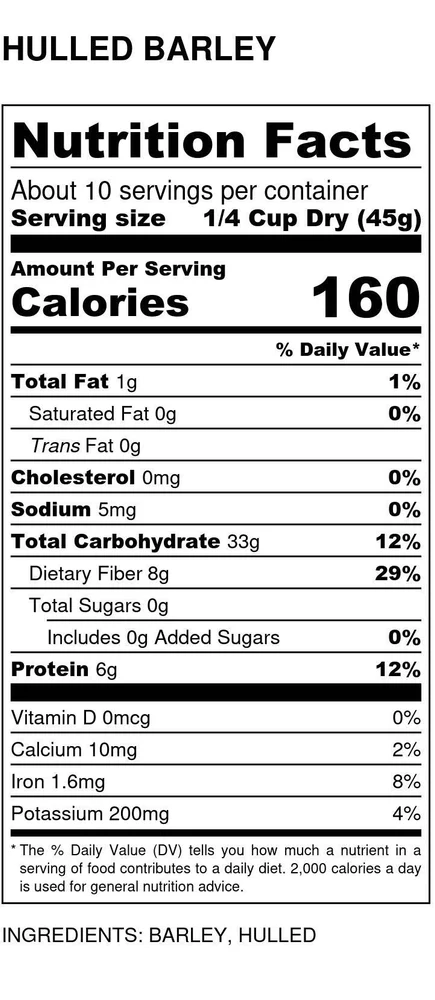 HULLED BARLEY
Nutrition Facts
About 10 servings per container
Serving size 1/4 Cup Dry (45g)
Amount Per Serving
Calories 160
% Daily Value*
Total Fat 1g 1%
Saturated Fat 0g 0%
Trans Fat 0g
Cholesterol 0mg 0%
Sodium 5mg 0%
Total Carbohydrate 33g 12%
Dietary Fiber 8g 29%
Total Sugars 0g
Includes 0g Added Sugars 0%
Protein 6g 12%
Vitamin D 0mcg 0%
Calcium 10mg 2%
Iron 1.6mg 8%
Potassium 200mg 4%
* The % Daily Value (DV) tells you how much a nutrient in a
serving of food contributes to a daily diet. 2,000 calories a day
is used for general nutrition advice.
INGREDIENTS: BARLEY, HULLED